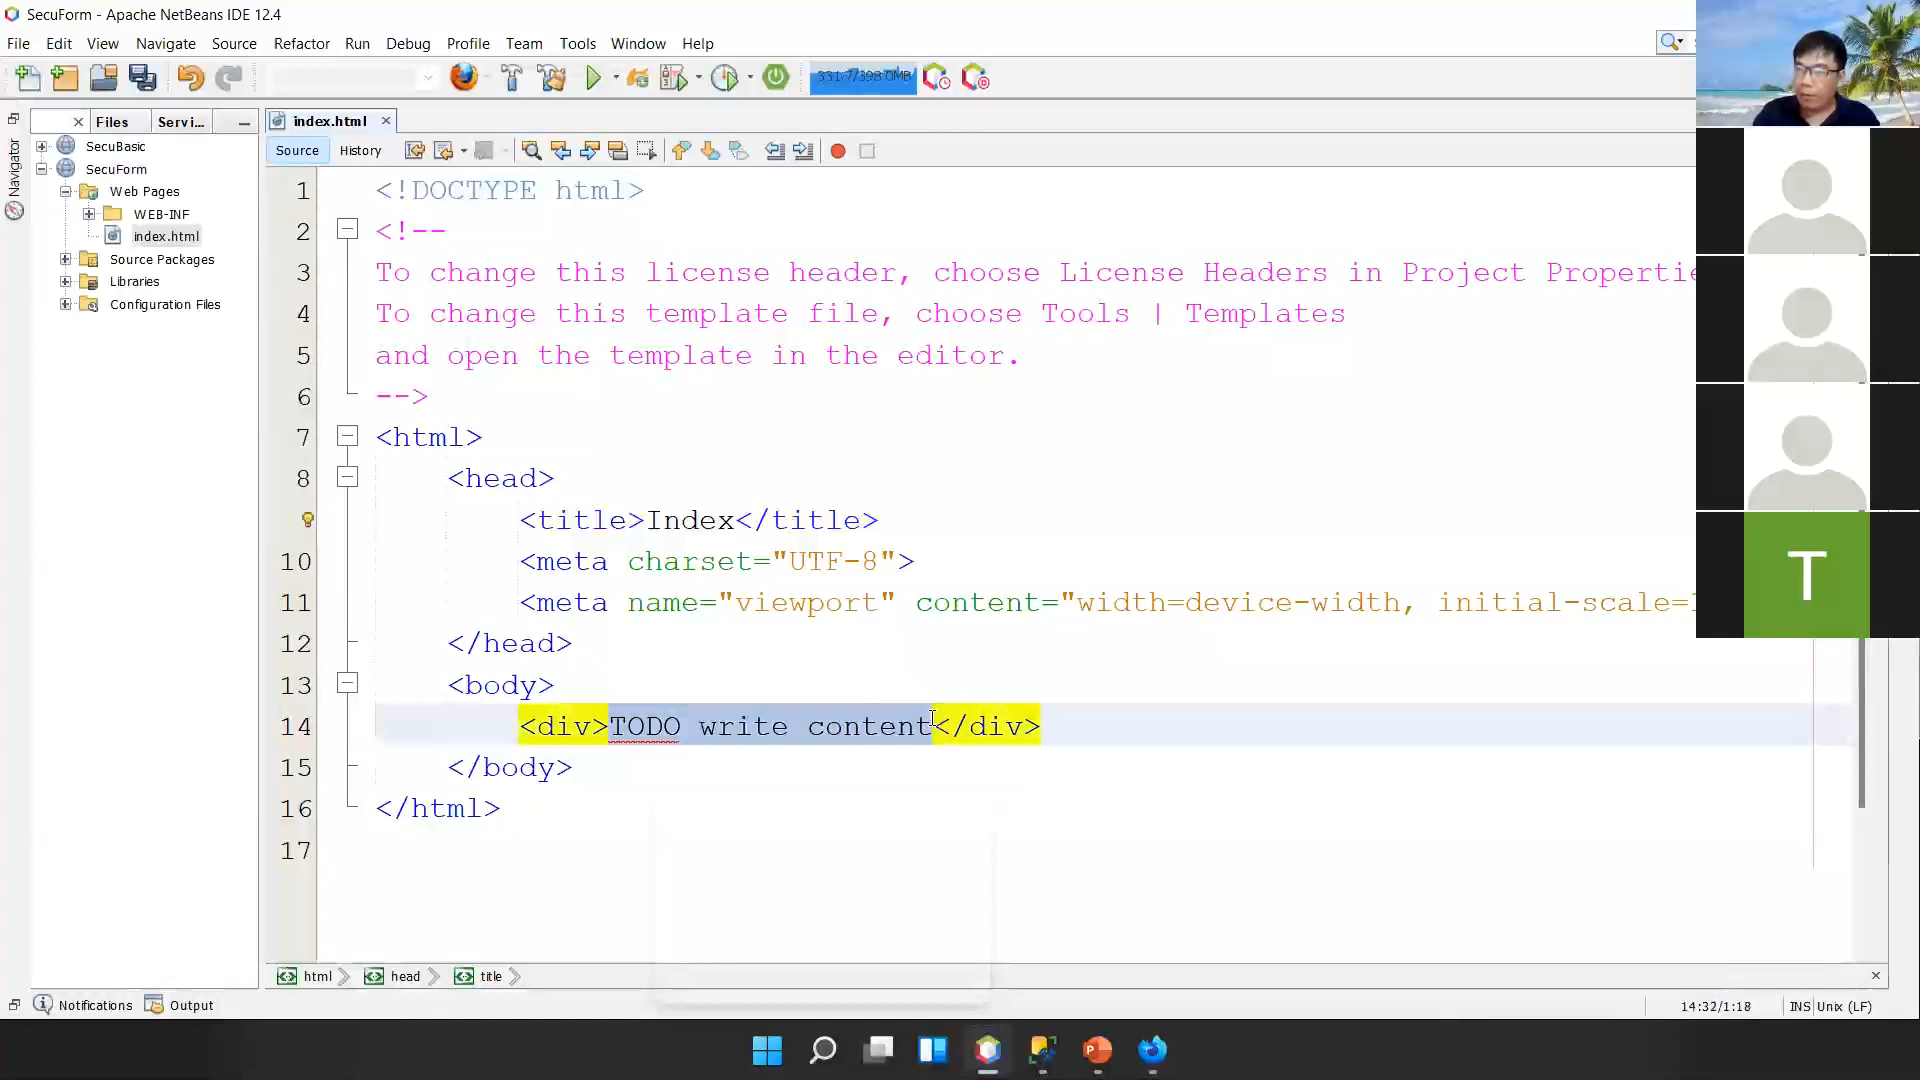 SecuForm - Apache NetBeans IDE 12.4
File Edit View Navigate Source Refactor Run Debug Profile Team Tools Window Help
331.7/398.0MB
Files Servi...
index.html
Source History
Navigator
SecuBasic
SecuForm
Web Pages
WEB-INF
index.html
Source Packages
Libraries
Configuration Files
1 <!DOCTYPE html>
2 <!--
3 To change this license header, choose License Headers in Project Propertie
4 To change this template file, choose Tools | Templates
5 and open the template in the editor.
6 -->
7 <html>
8 <head>
<title>Index</title>
10 <meta charset="UTF-8">
11 <meta name="viewport" content="width=device-width, initial-scale=
12 </head>
13 <body>
14 <div>TODO write content</div>
15 </body>
16 </html>
17
T
html head title
Notifications Output
14:32/1:18 INS Unix (LF)